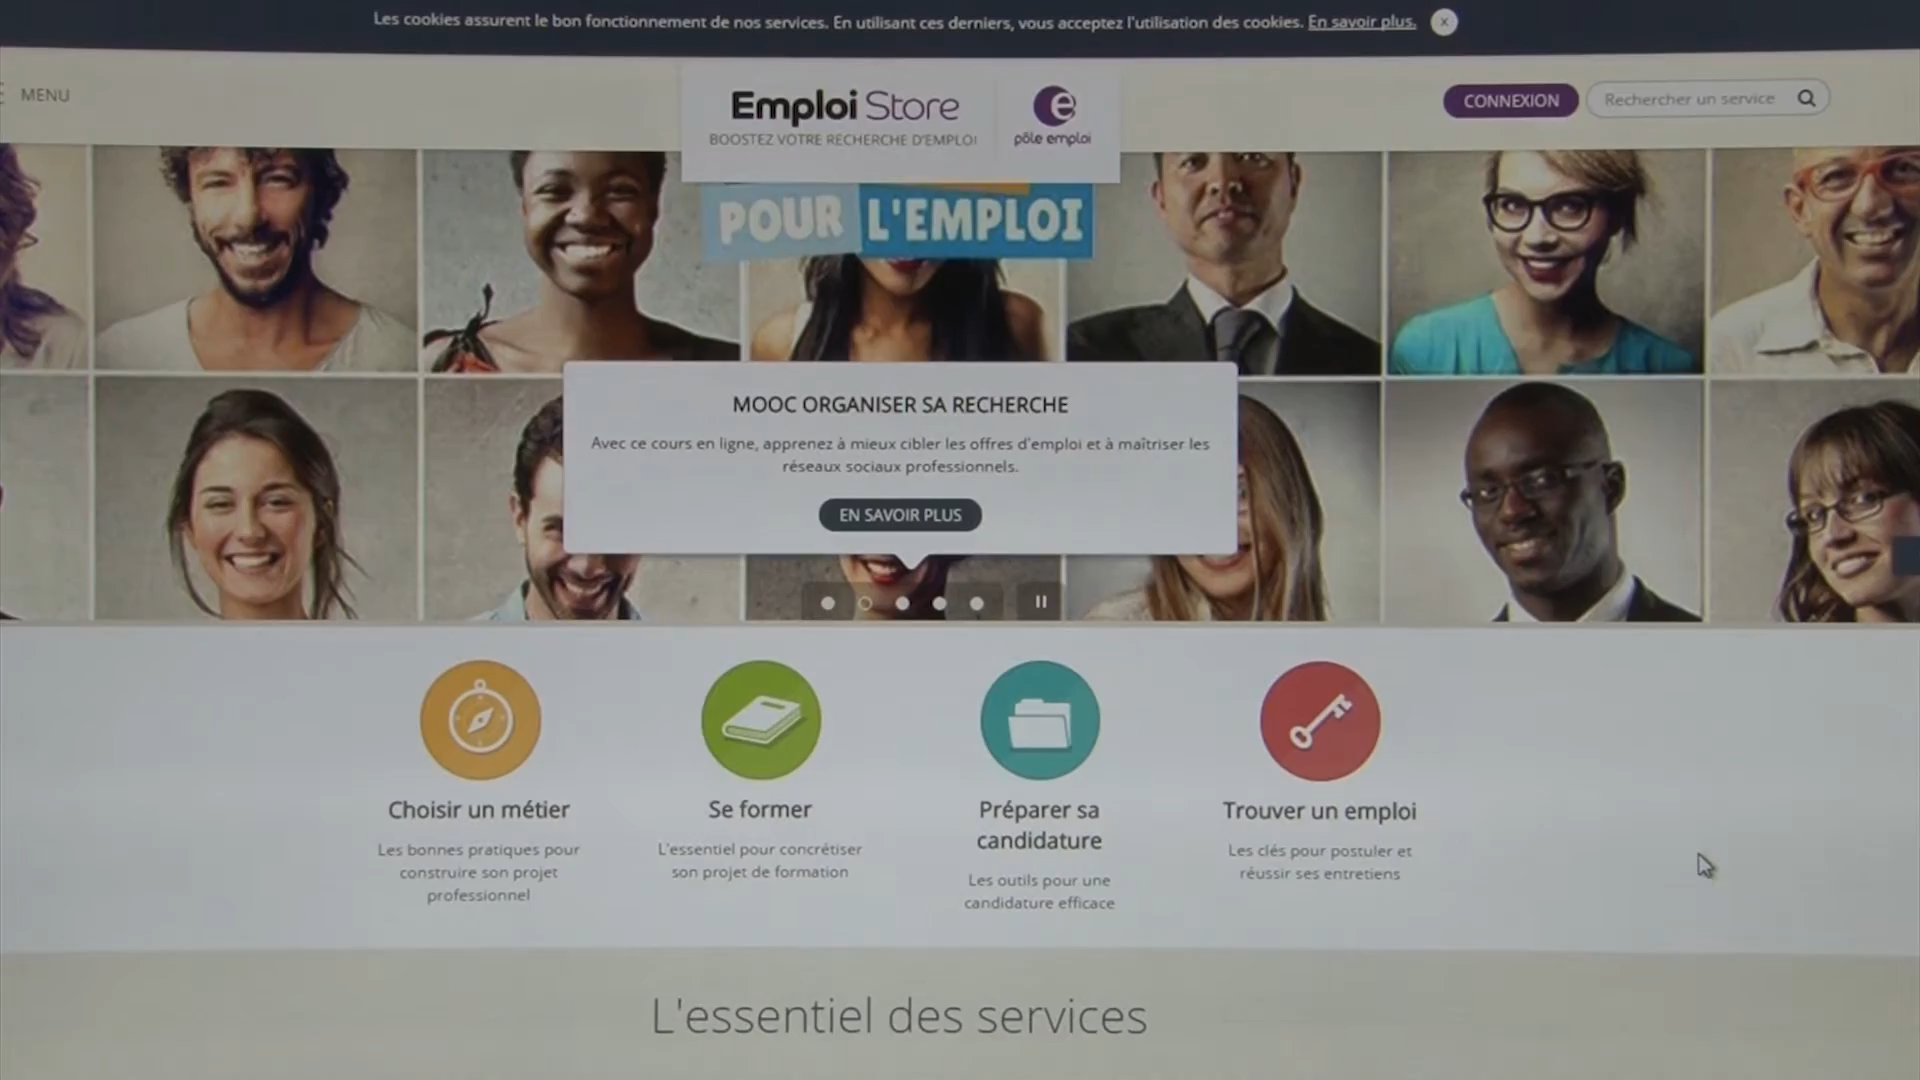 Les cookies assurent le bon fonctionnement de nos services. En utilisant ces derniers, vous acceptez l'utilisation des cookies. En savoir plus.
MENU
Emploi Store
BOOSTEZ VOTRE RECHERCHE D'EMPLOI
pôle emploi
CONNEXION
Rechercher un service
POUR L'EMPLOI
MOOC ORGANISER SA RECHERCHE
Avec ce cours en ligne, apprenez à mieux cibler les offres d'emploi et à maîtriser les
réseaux sociaux professionnels.
EN SAVOIR PLUS
Choisir un métier
Les bonnes pratiques pour
construire son projet
professionnel
Se former
L'essentiel pour concrétiser
son projet de formation
Préparer sa
candidature
Les outils pour une
candidature efficace
Trouver un emploi
Les clés pour postuler et
réussir ses entretiens
L'essentiel des services